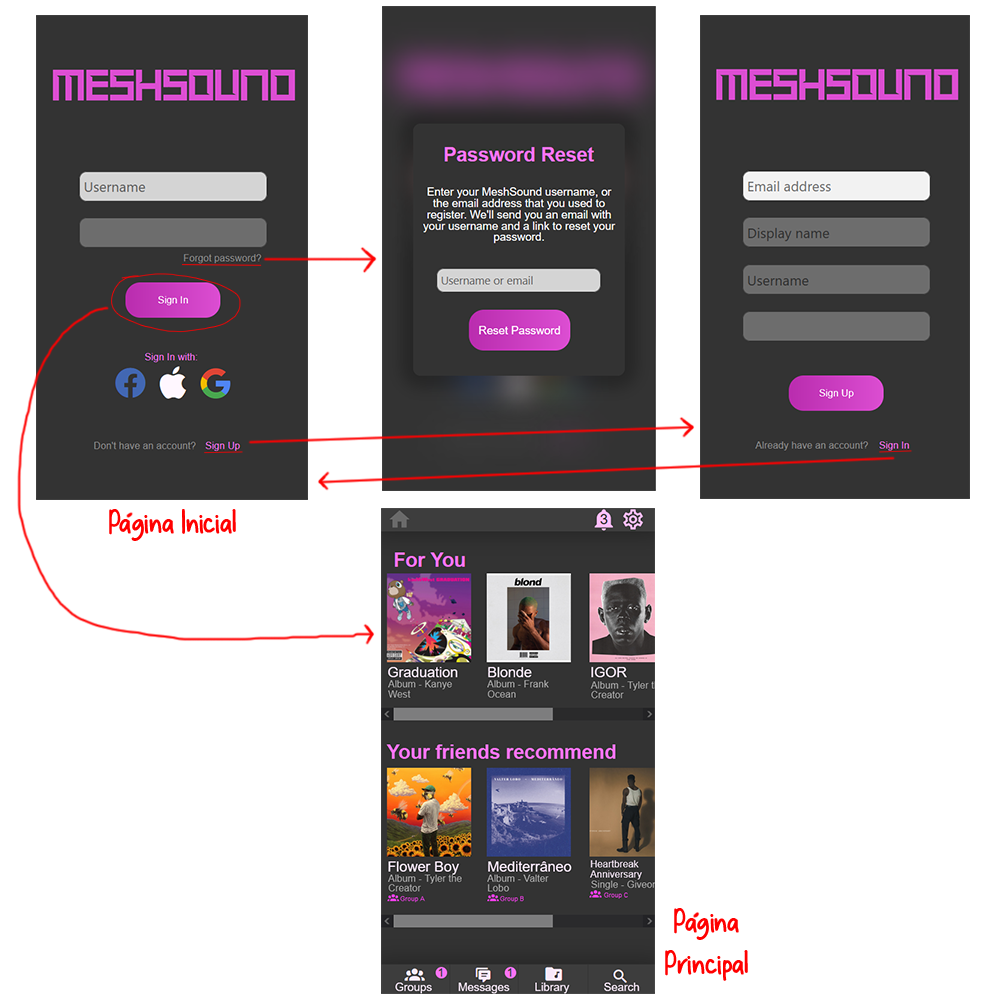 MESHSOUND
Username
Forgot password?
Sign In
Sign In with:
Don't have an account? Sign Up
Página Inicial
Password Reset
Enter your MeshSound username, or
the email address that you used to
register. We'll send you an email with
your username and a link to reset your
password.
Username or email
Reset Password
MESHSOUND
Email address
Display name
Username
Sign Up
Already have an account? Sign In
3
For You
blond
Graduation
Album - Kanye
West
Blonde
Album - Frank
Ocean
IGOR
Album - Tyler t
Creator
Your friends recommend
VALTER LOBO MEDITERRÂNEO
Flower Boy
Album - Tyler the
Creator
Group A
Mediterrâneo
Album - Valter
Lobo
Group B
Heartbreak
Anniversary
Single - Giveon
Group C
Groups 1
Messages 1
Library
Search
Página
Principal